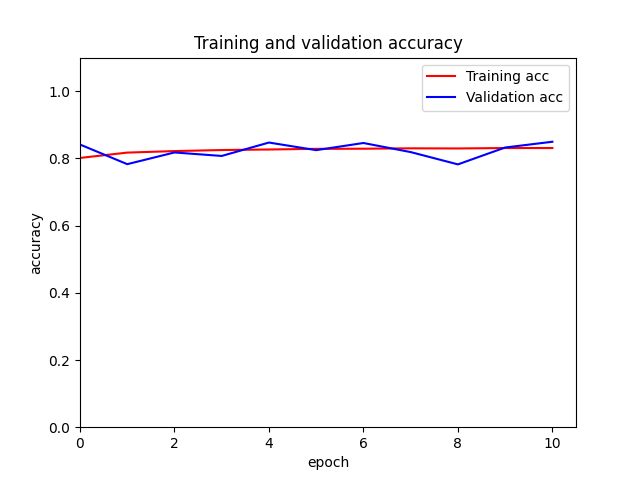 Training and validation accuracy
Training acc
Validation acc
accuracy
1.0
0.8
0.6
0.4
0.2
0.0
0 2 4 6 8 10
epoch